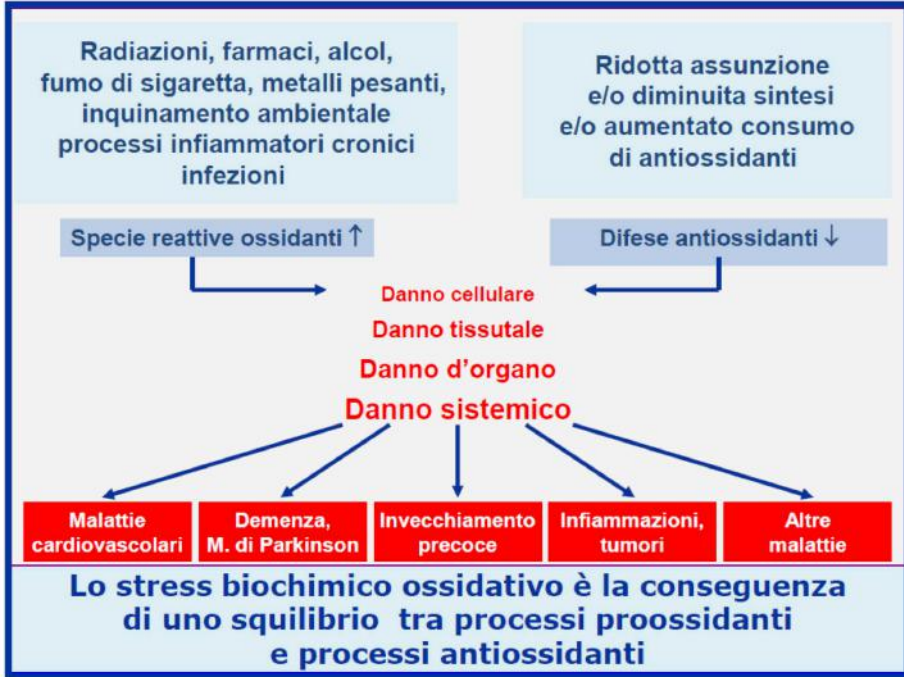 Radiazioni, farmaci, alcol,
fumo di sigaretta, metalli pesanti,
inquinamento ambientale
processi infiammatori cronici
infezioni
Ridotta assunzione
e/o diminuita sintesi
e/o aumentato consumo
di antiossidanti
Specie reattive ossidanti ↑
Difese antiossidanti ↓
Danno cellulare
Danno tissutale
Danno d'organo
Danno sistemico
Malattie
cardiovascolari
Demenza,
M. di Parkinson
Invecchiamento
precoce
Infiammazioni,
tumori
Altre
malattie
Lo stress biochimico ossidativo è la conseguenza
di uno squilibrio tra processi proossidanti
e processi antiossidanti